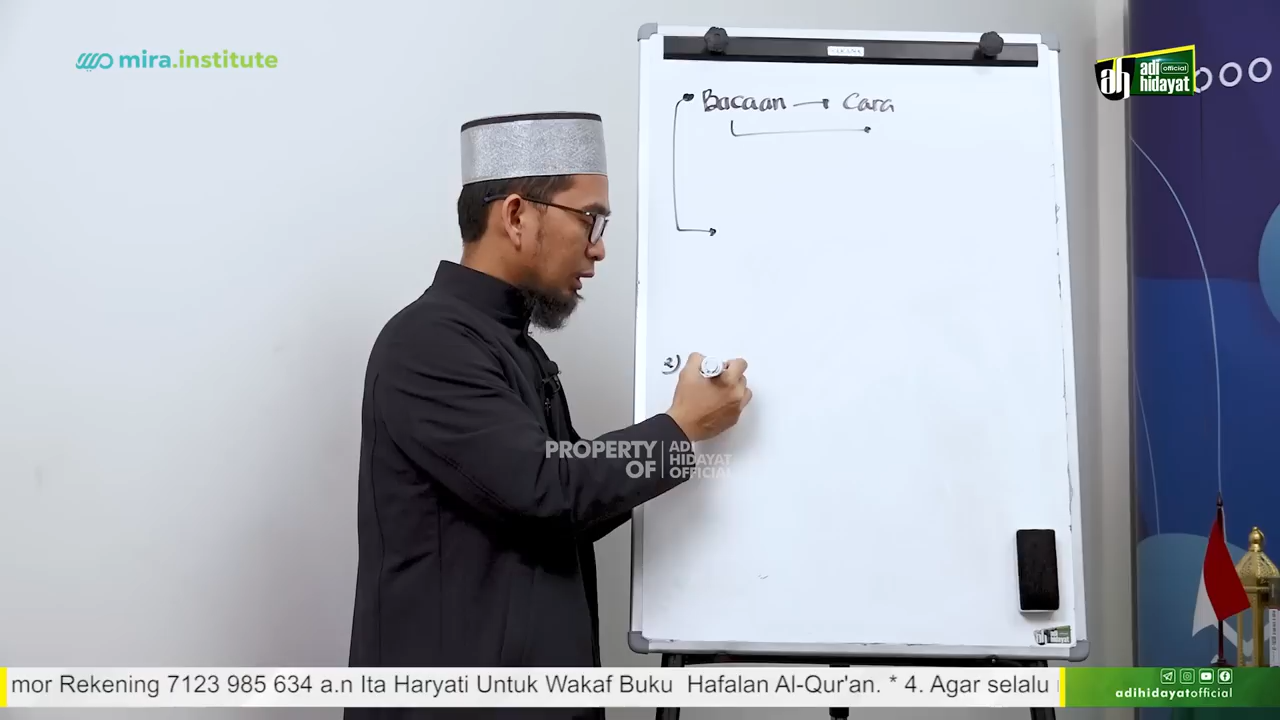 mira.institute
adi
official
hidayat
Bacaan → Cara
2)
PROPERTY OF
ADI HIDAYAT OFFICIAL
mor Rekening 7123 985 634 a.n Ita Haryati Untuk Wakaf Buku Hafalan Al-Qur'an. * 4. Agar selalu
adihidayatofficial